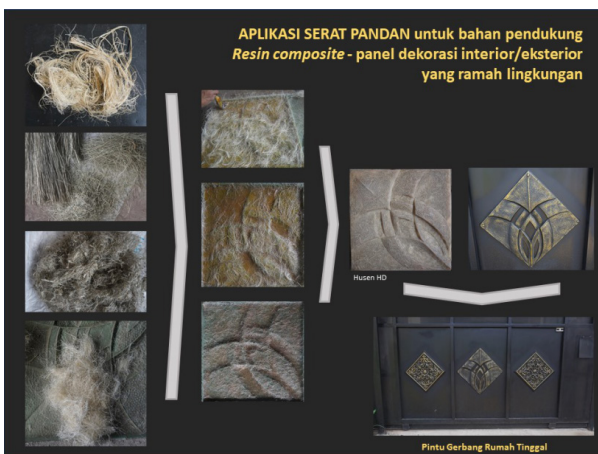 APLIKASI SERAT PANDAN untuk bahan pendukung
Resin composite - panel dekorasi interior/eksterior
yang ramah lingkungan
Husen HD
Pintu Gerbang Rumah Tinggal